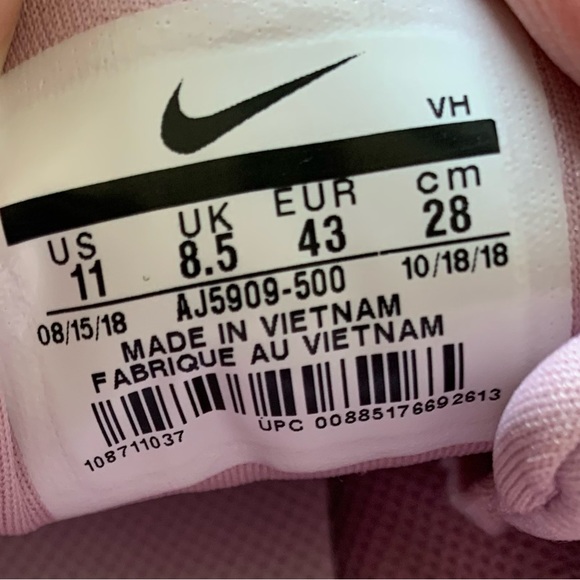 VH
US UK EUR cm
11 8.5 43 28
08/15/18 AJ5909-500 10/18/18
MADE IN VIETNAM
FABRIQUE AU VIETNAM
108711037 UPC 00885176692613